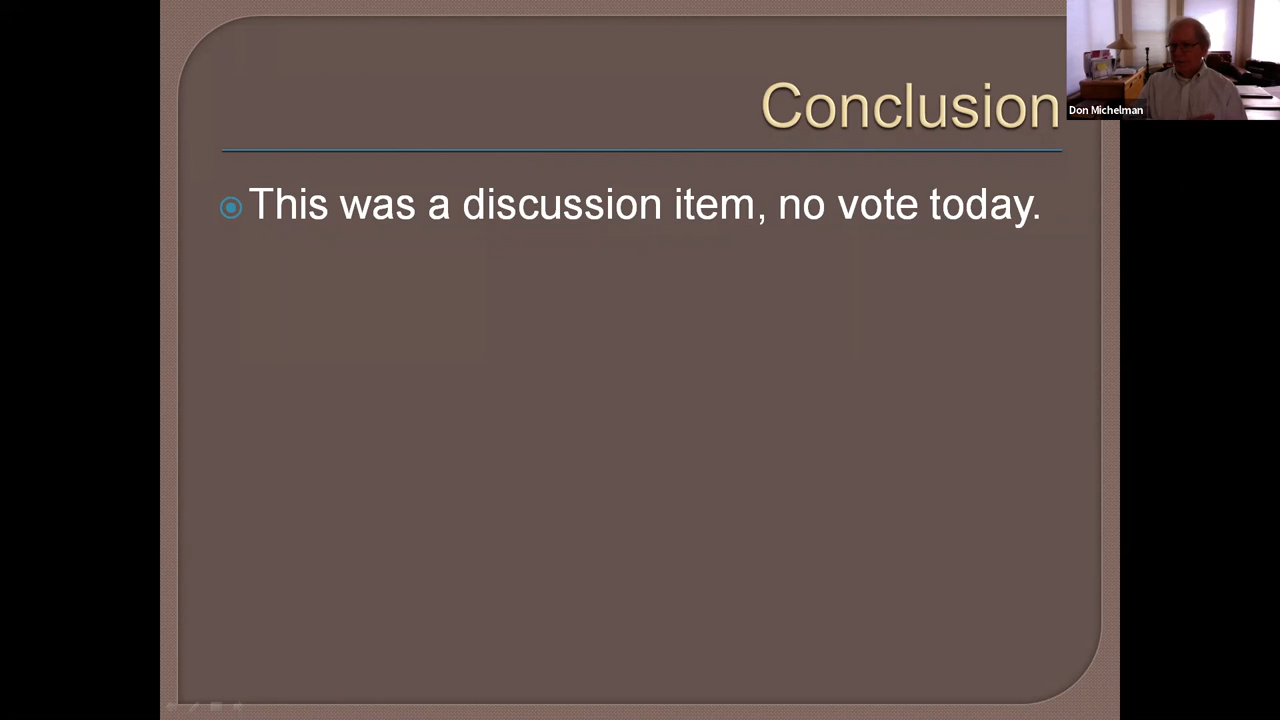 Conclusion
This was a discussion item, no vote today.
Don Michelman